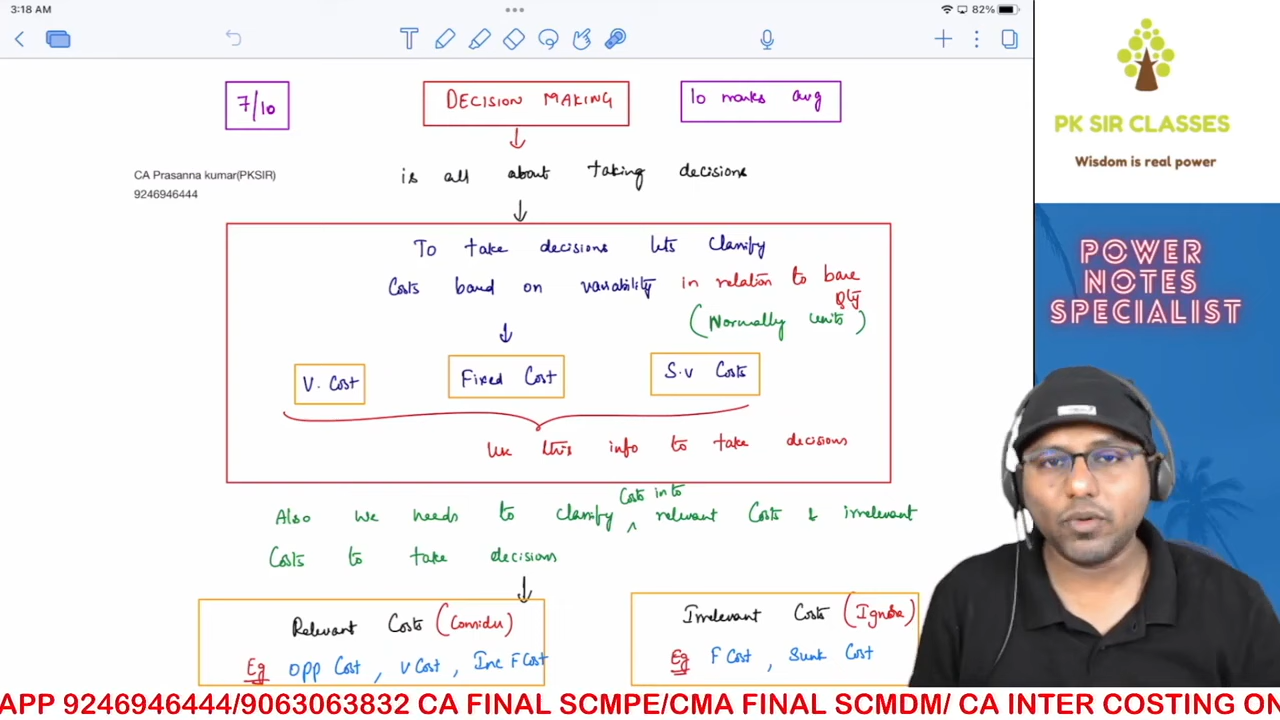 3:18 AM
82%
7/10
DECISION MAKING
10 marks avg
CA Prasanna kumar(PKSIR)
9246946444
is all about taking decisions
To take decisions lets classify
Costs based on variability in relation to base
Qty
(Normally units)
V. Cost
Fixed Cost
S.V Costs
Use this info to take decisions
Costs into
Also we needs to classify ^ relevant Costs & irrelevant
Costs to take decisions
Relevant Costs (Consider)
Eg Opp Cost, V Cost, Inc F Cost
Irrelevant Costs (Ignore)
Eg F Cost, Sunk Cost
PK SIR CLASSES
Wisdom is real power
POWER
NOTES
SPECIALIST
APP 9246946444/9063063832 CA FINAL SCMPE/CMA FINAL SCMDM/ CA INTER COSTING ON